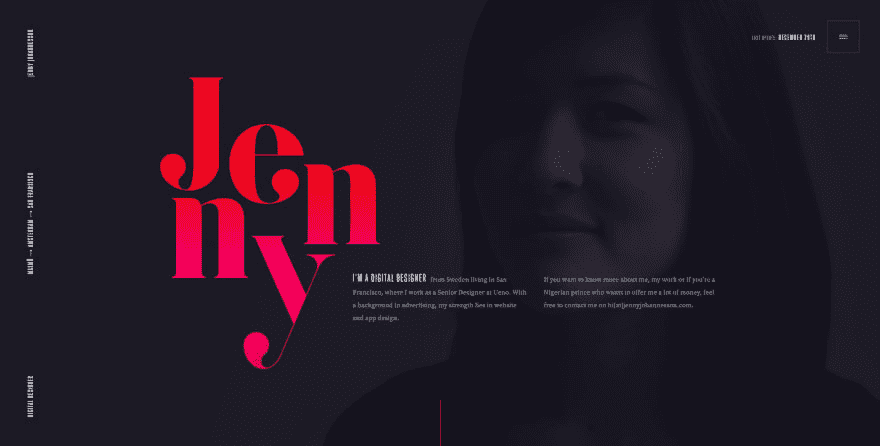 JENNY JOHANNESSON
LAST UPDATE: DECEMBER 2018
Jenny
MALMÖ — AMSTERDAM — SAN FRANCISCO
I'M A DIGITAL DESIGNER from Sweden living in San
Francisco, where I work as a Senior Designer at Ueno. With
a background in advertising, my strength lies in website
and app design.
If you want to know more about me, my work or if you're a
Nigerian prince who wants to offer me a lot of money, feel
free to contact me on hi(at)jennyjohannesson.com.
DIGITAL DESIGNER